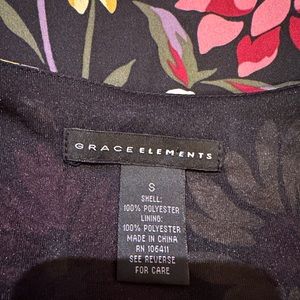 GRACE ELEMENTS
S
SHELL:
100% POLYESTER
LINING:
100% POLYESTER
MADE IN CHINA
RN 106411
SEE REVERSE
FOR CARE